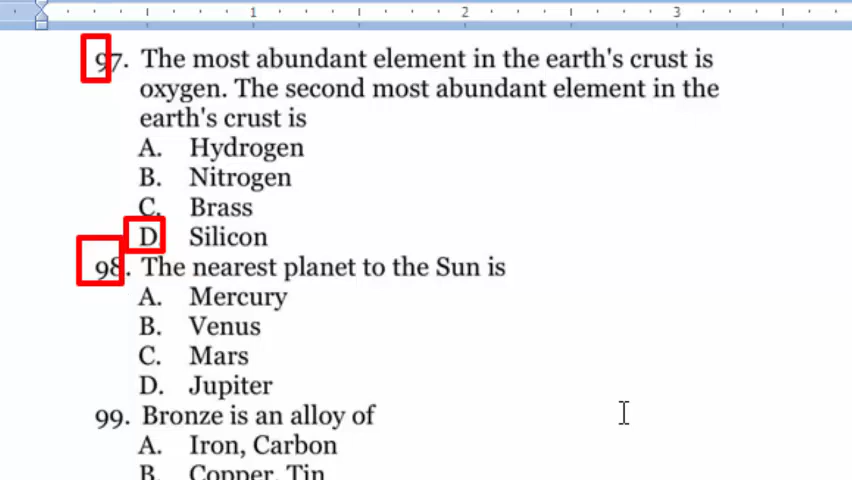 1 2 3
97. The most abundant element in the earth's crust is
oxygen. The second most abundant element in the
earth's crust is
A. Hydrogen
B. Nitrogen
C. Brass
D. Silicon
98. The nearest planet to the Sun is
A. Mercury
B. Venus
C. Mars
D. Jupiter
99. Bronze is an alloy of
A. Iron, Carbon
B. Copper, Tin